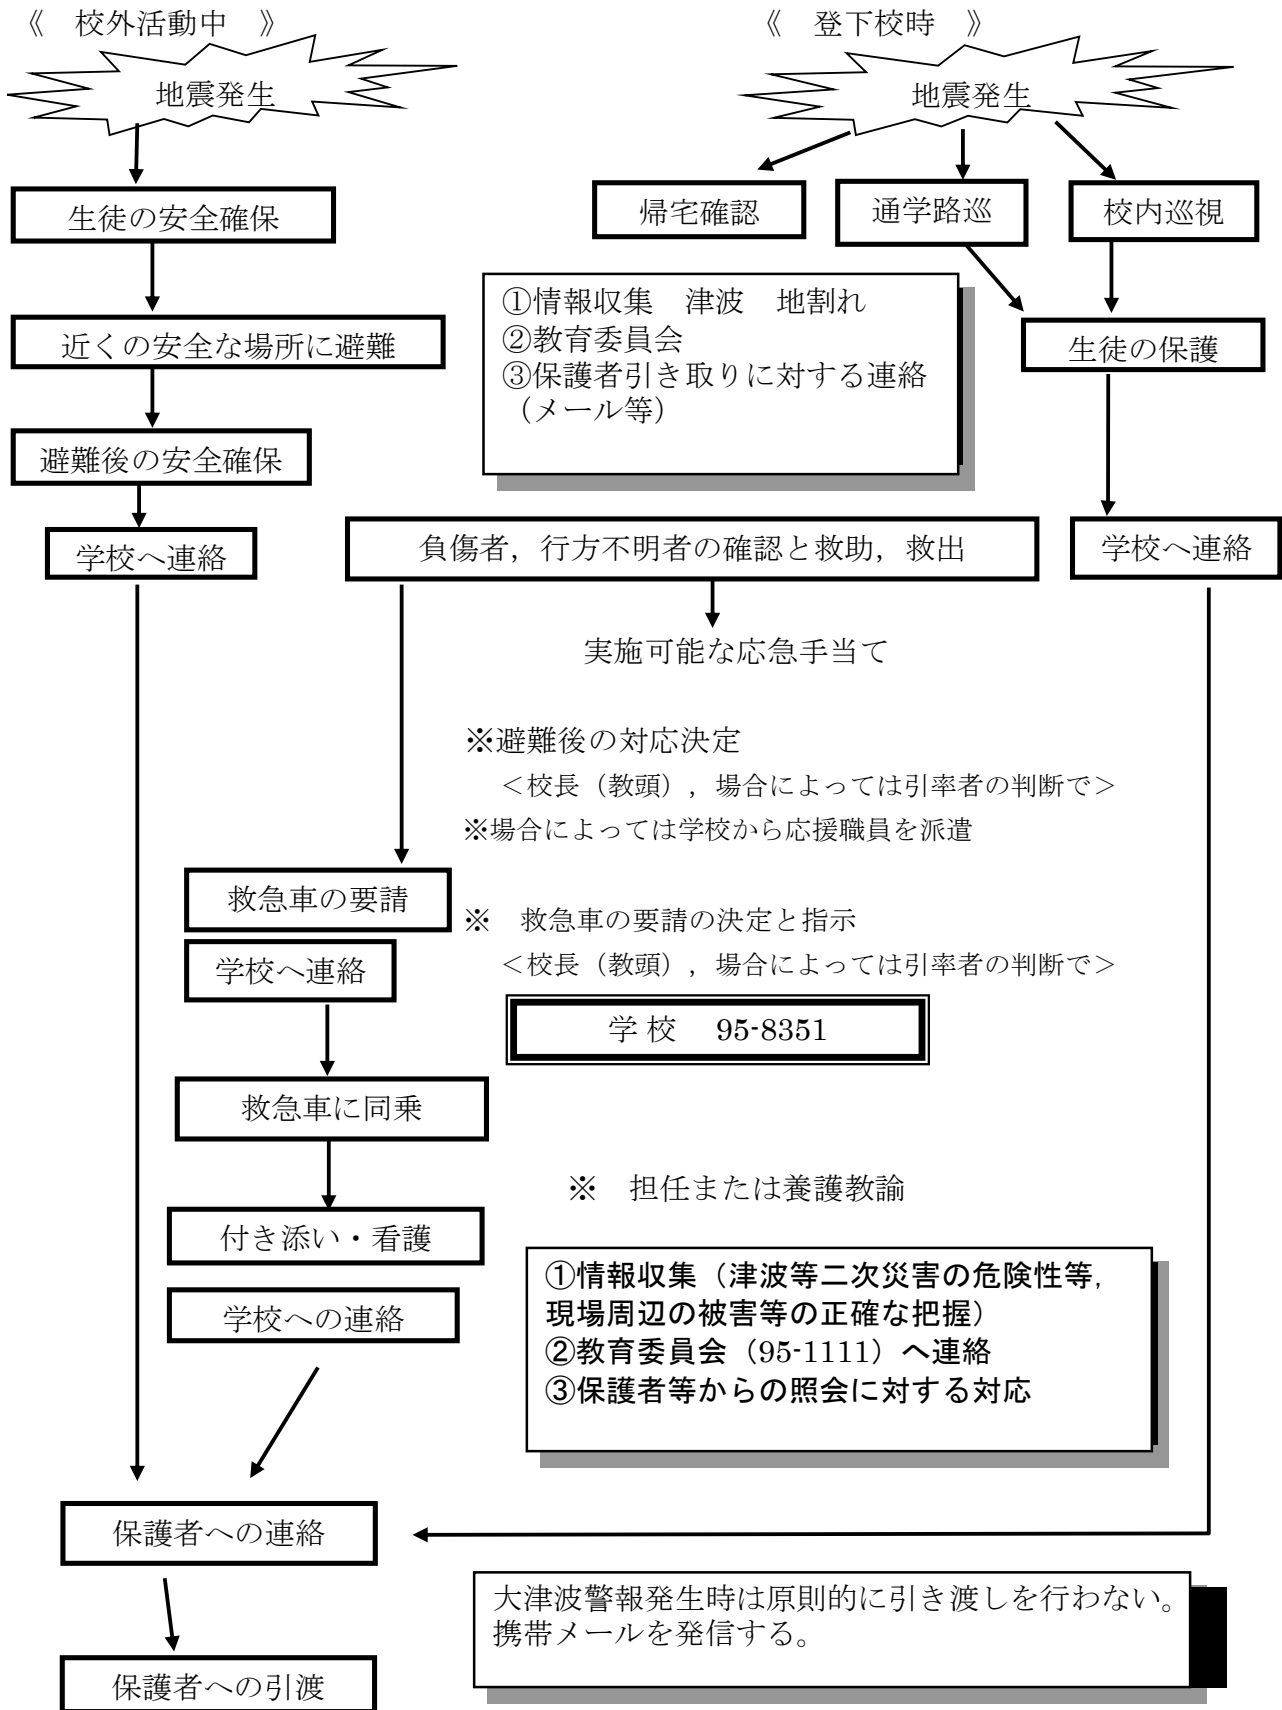 《　校外活動中　》
《　登下校時　》
地震発生
地震発生
生徒の安全確保
帰宅確認
通学路巡
校内巡視
近くの安全な場所に避難
①情報収集　津波　地割れ
②教育委員会
③保護者引き取りに対する連絡
（メール等）
生徒の保護
避難後の安全確保
学校へ連絡
負傷者，行方不明者の確認と救助，救出
学校へ連絡
実施可能な応急手当て
※避難後の対応決定
＜校長（教頭），場合によっては引率者の判断で＞
※場合によっては学校から応援職員を派遣
救急車の要請
※　救急車の要請の決定と指示
学校へ連絡
＜校長（教頭），場合によっては引率者の判断で＞
学 校　95-8351
救急車に同乗
※　担任または養護教諭
付き添い・看護
①情報収集（津波等二次災害の危険性等，
現場周辺の被害等の正確な把握）
②教育委員会（95-1111）へ連絡
③保護者等からの照会に対する対応
学校への連絡
保護者への連絡
大津波警報発生時は原則的に引き渡しを行わない。
携帯メールを発信する。
保護者への引渡